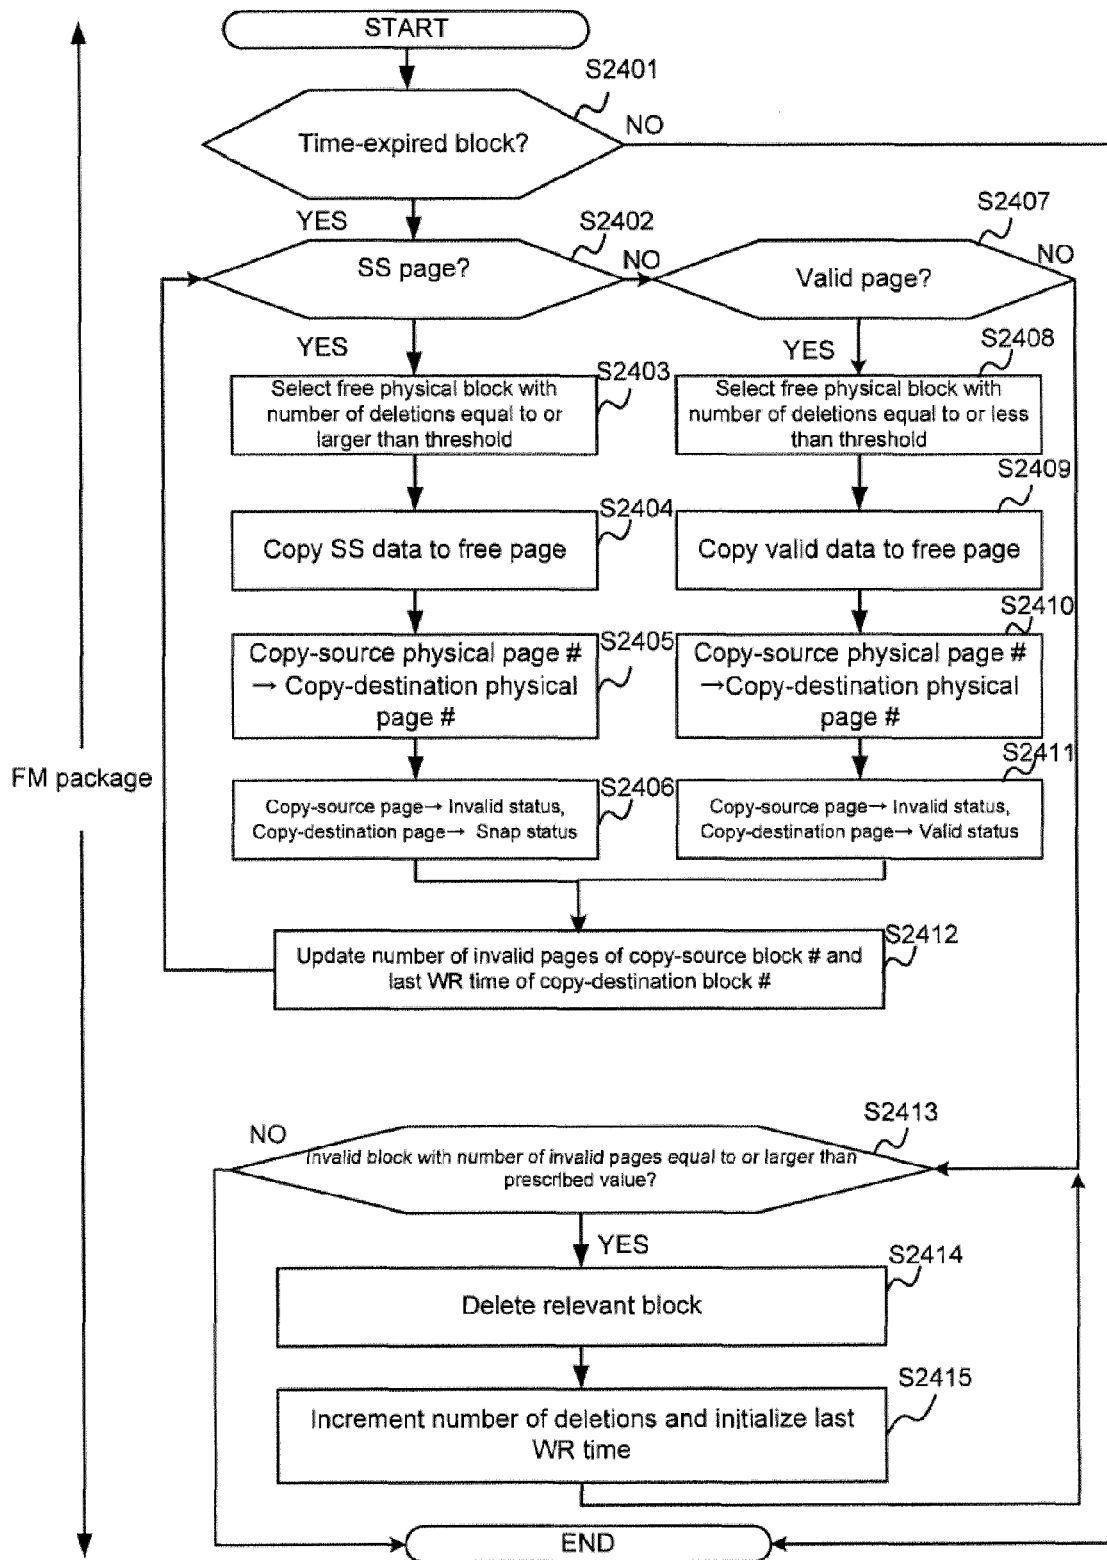 START
S2401
Time-expired block?
NO
YES
S2402
SS page?
NO
S2407
Valid page?
NO
YES
S2403
Select free physical block with
number of deletions equal to or
larger than threshold
YES
S2408
Select free physical block with
number of deletions equal to or less
than threshold
S2404
Copy SS data to free page
S2409
Copy valid data to free page
S2405
Copy-source physical page #
→ Copy-destination physical
page #
S2410
Copy-source physical page #
→Copy-destination physical
page #
FM package
S2406
Copy-source page→ Invalid status,
Copy-destination page→ Snap status
S2411
Copy-source page→ Invalid status,
Copy-destination page→ Valid status
S2412
Update number of invalid pages of copy-source block # and
last WR time of copy-destination block #
S2413
NO
Invalid block with number of invalid pages equal to or larger than
prescribed value?
YES
S2414
Delete relevant block
S2415
Increment number of deletions and initialize last
WR time
END